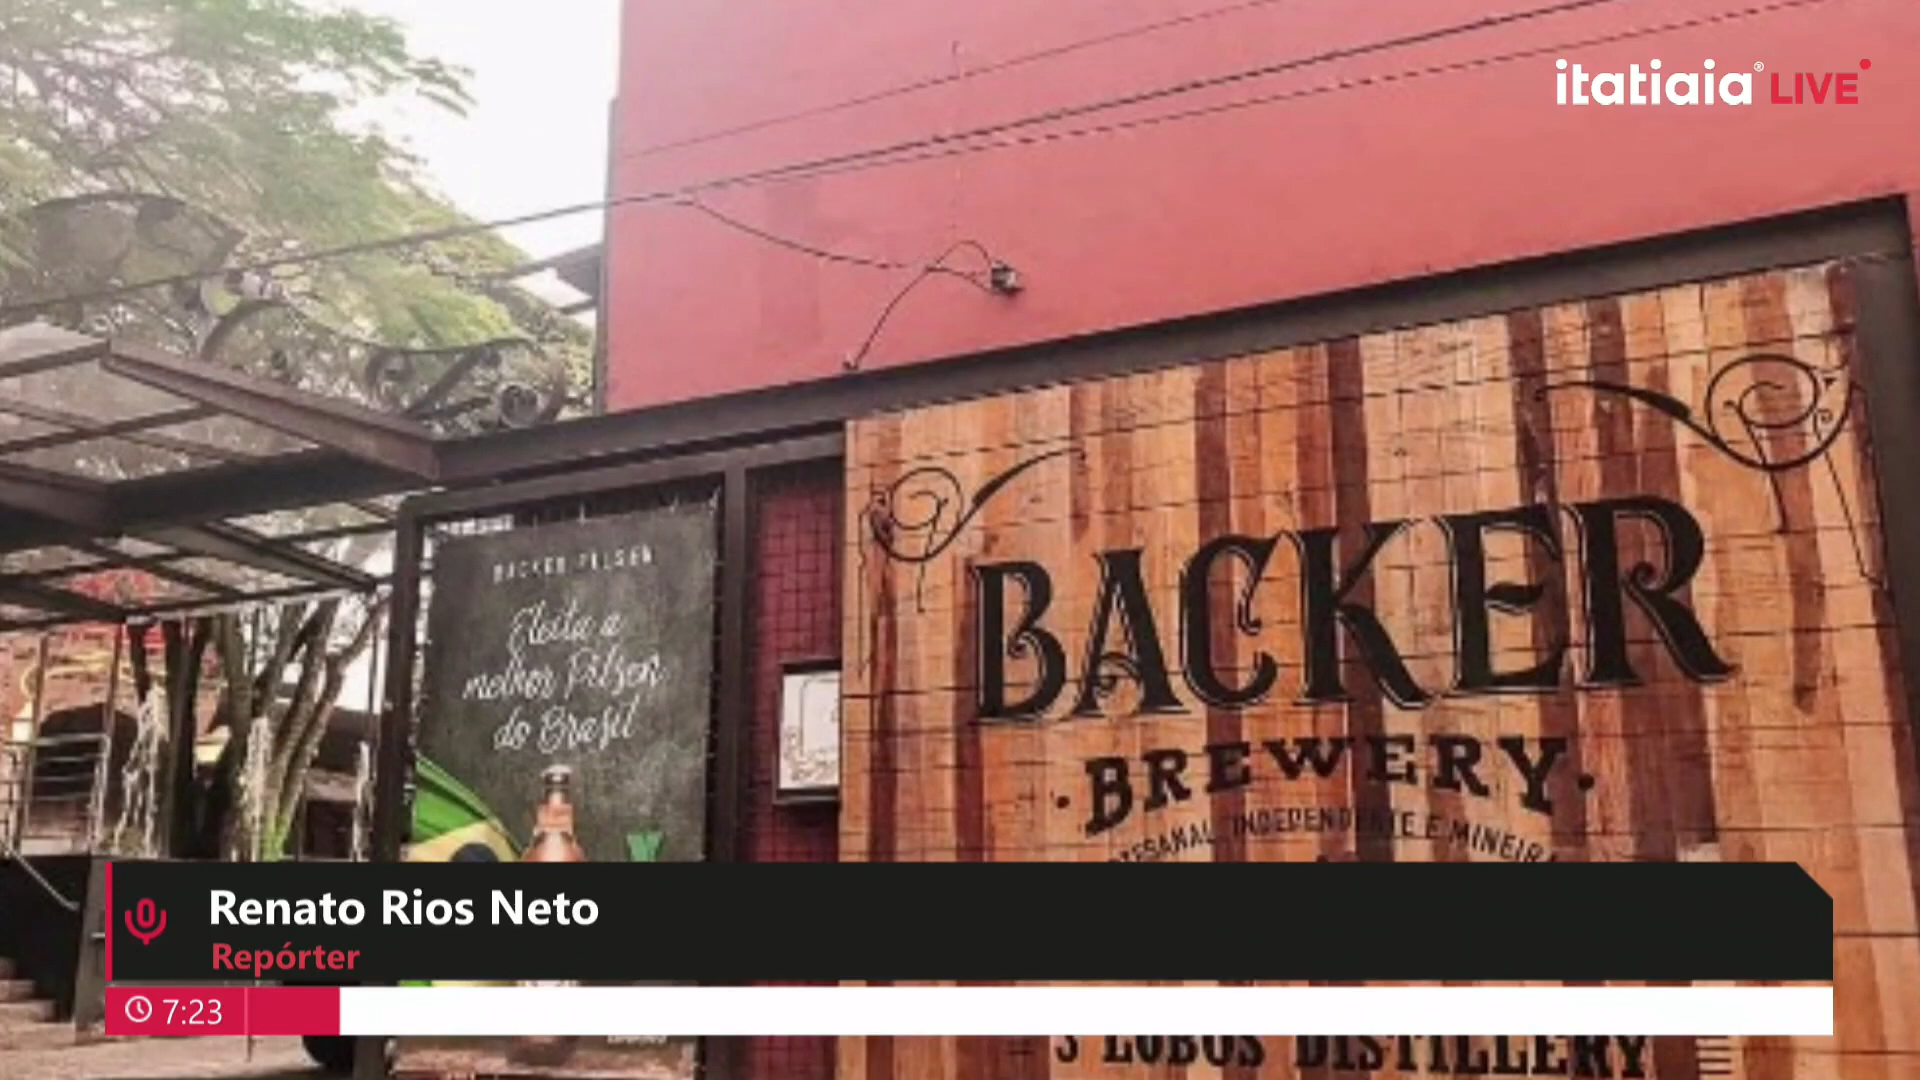 itatiaia® LIVE
BACKER PILSEN
Eleita a
melhor Pilsen
do Brasil
BACKER
·BREWERY·
INDEPENDENTE E MINEIRA
Renato Rios Neto
Repórter
7:23
3 LOBOS DISTILLERY